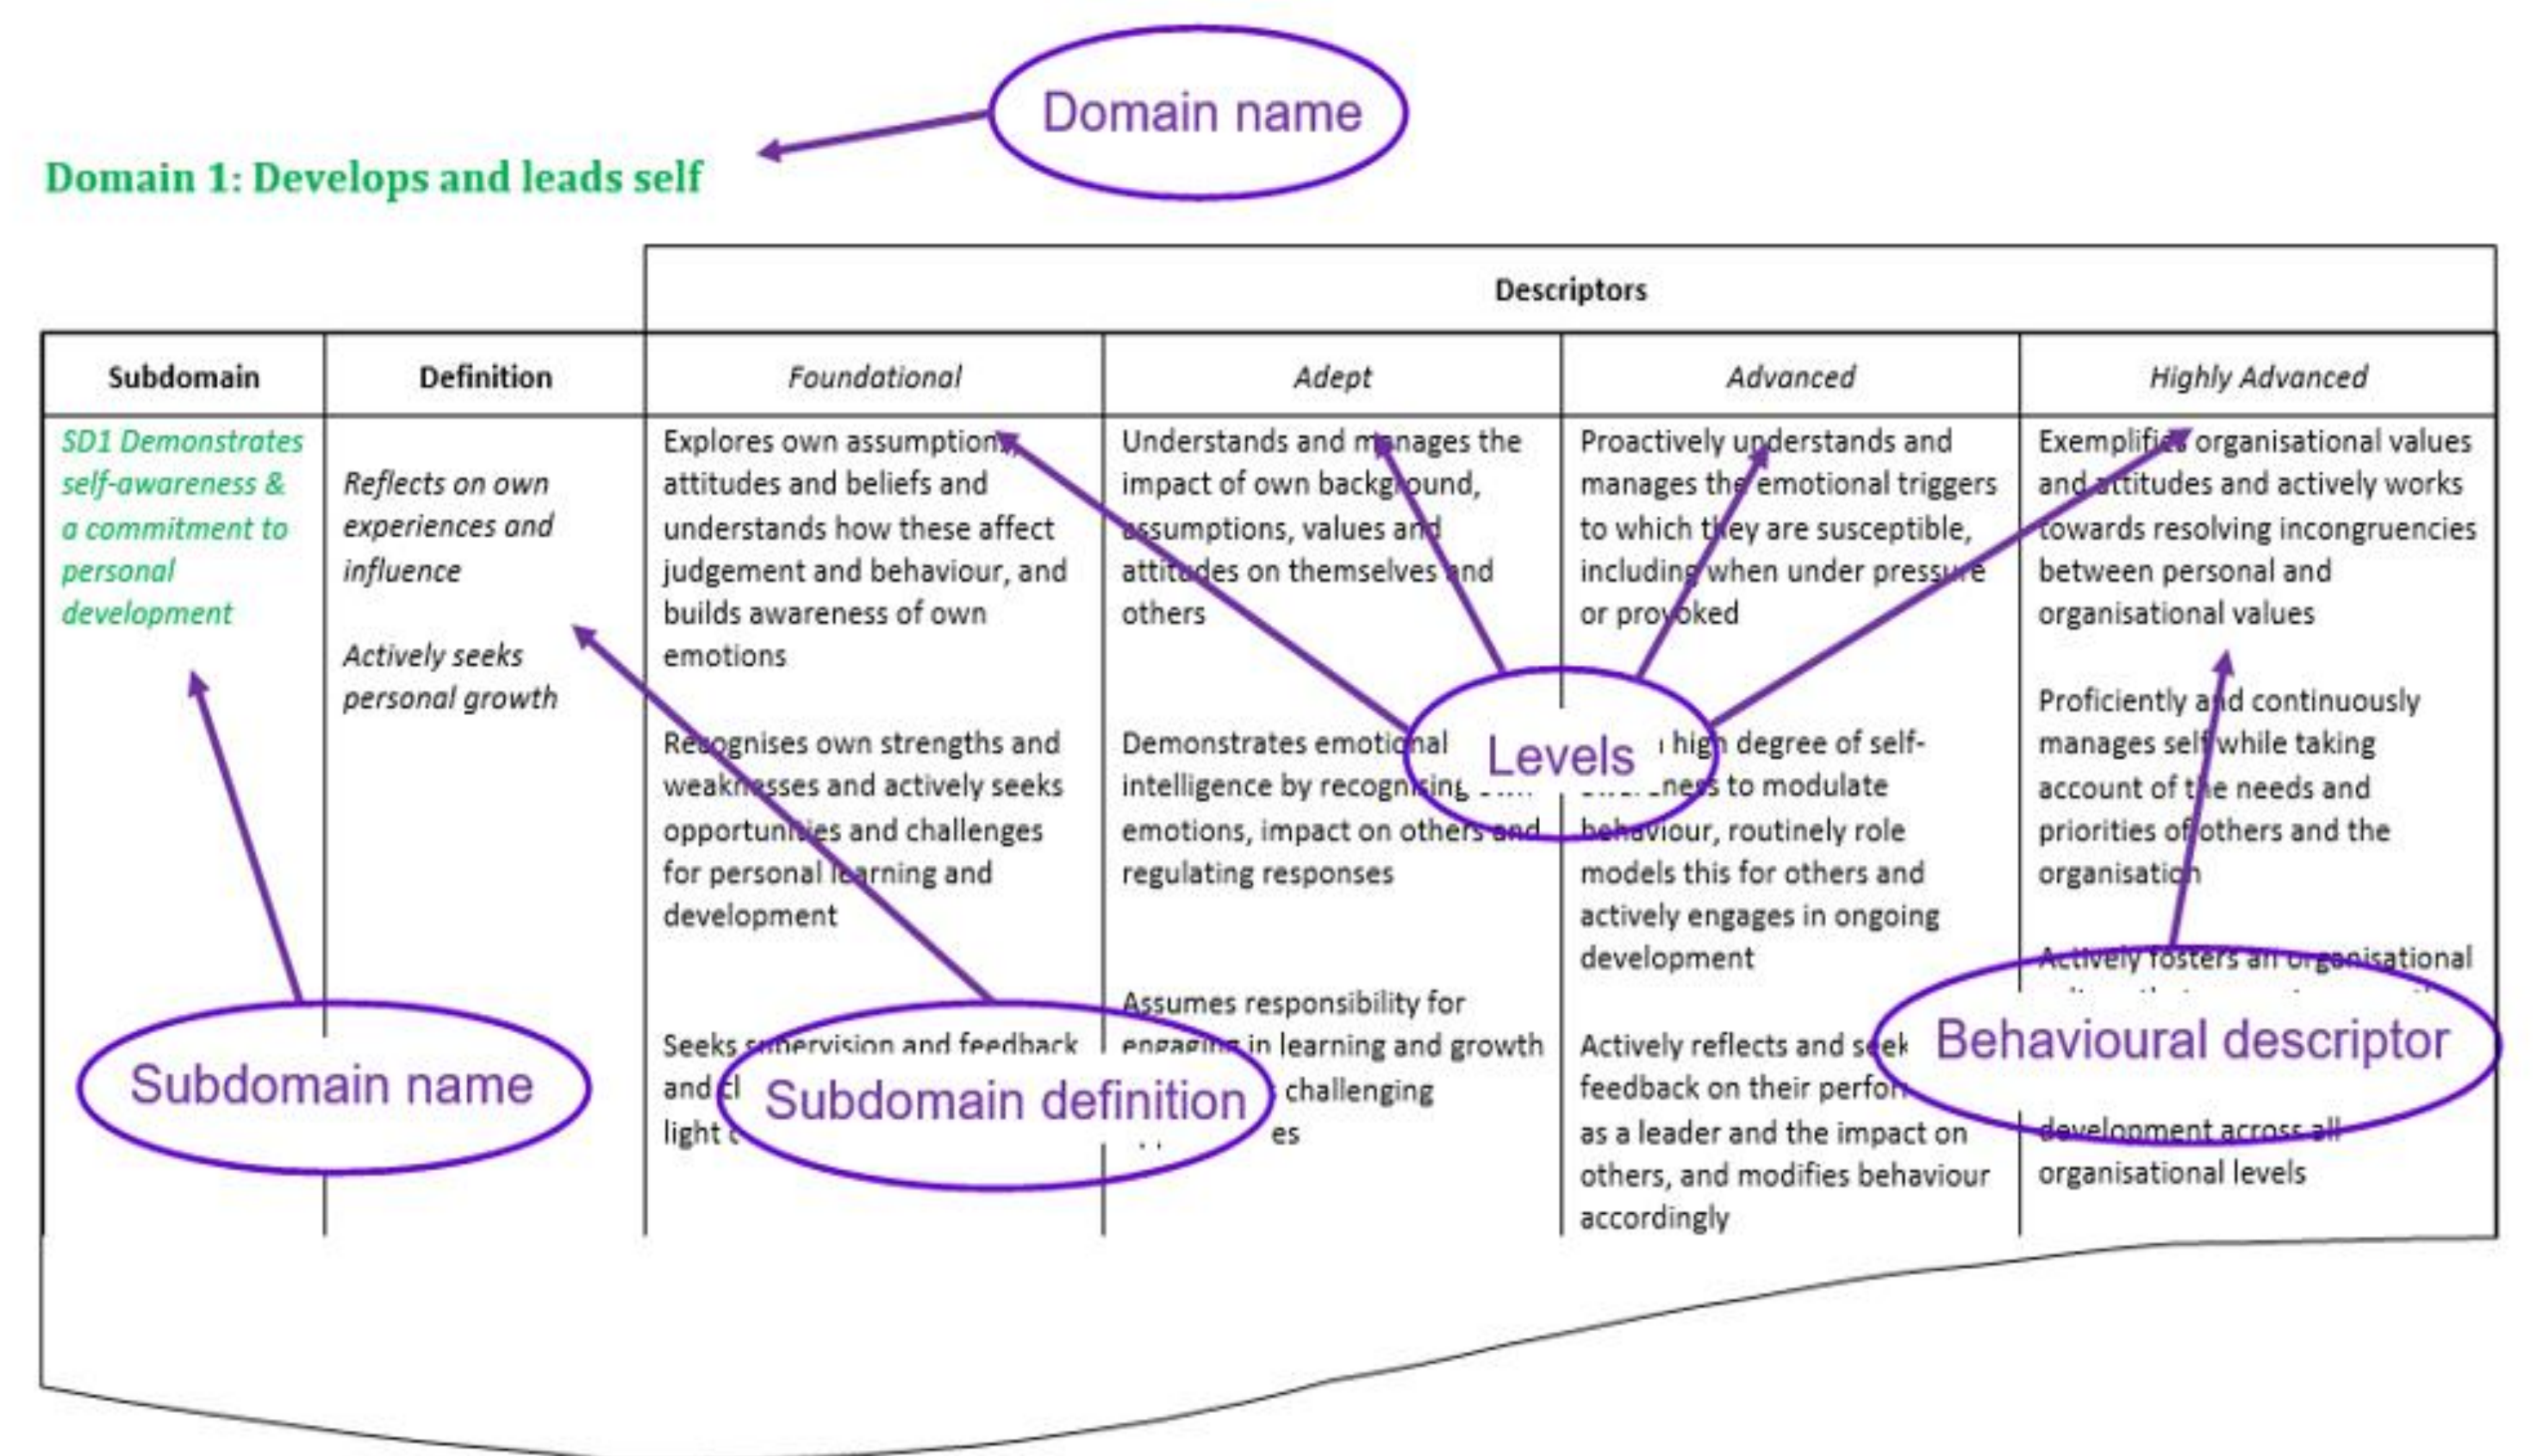 Domain name
Domain 1: Develops and leads self
Descriptors
Subdomain
Definition
Foundational
Adept
Advanced
Highly Advanced
SD1 Demonstrates
self-awareness &
a commitment to
personal
development
Reflects on own
experiences and
influence
Actively seeks
personal growth
Explores own assumptions,
attitudes and beliefs and
understands how these affect
judgement and behaviour, and
builds awareness of own
emotions
Recognises own strengths and
weaknesses and actively seeks
opportunities and challenges
for personal learning and
development
Seeks supervision and feedback
and
light
Understands and manages the
impact of own background,
assumptions, values and
attitudes on themselves and
others
Demonstrates emotional
intelligence by recognising
emotions, impact on others and
regulating responses
Assumes responsibility for
engaging in learning and growth
challenging
Proactively understands and
manages the emotional triggers
to which they are susceptible,
including when under pressure
or provoked
high degree of self-
to modulate
behaviour, routinely role
models this for others and
actively engages in ongoing
development
Actively reflects and
feedback on their
as a leader and the impact on
others, and modifies behaviour
accordingly
Exemplifies organisational values
and attitudes and actively works
towards resolving incongruencies
between personal and
organisational values
Proficiently and continuously
manages self while taking
account of the needs and
priorities of others and the
organisation
Actively fosters an organisational
development across all
organisational levels
Levels
Subdomain name
Subdomain definition
Behavioural descriptor